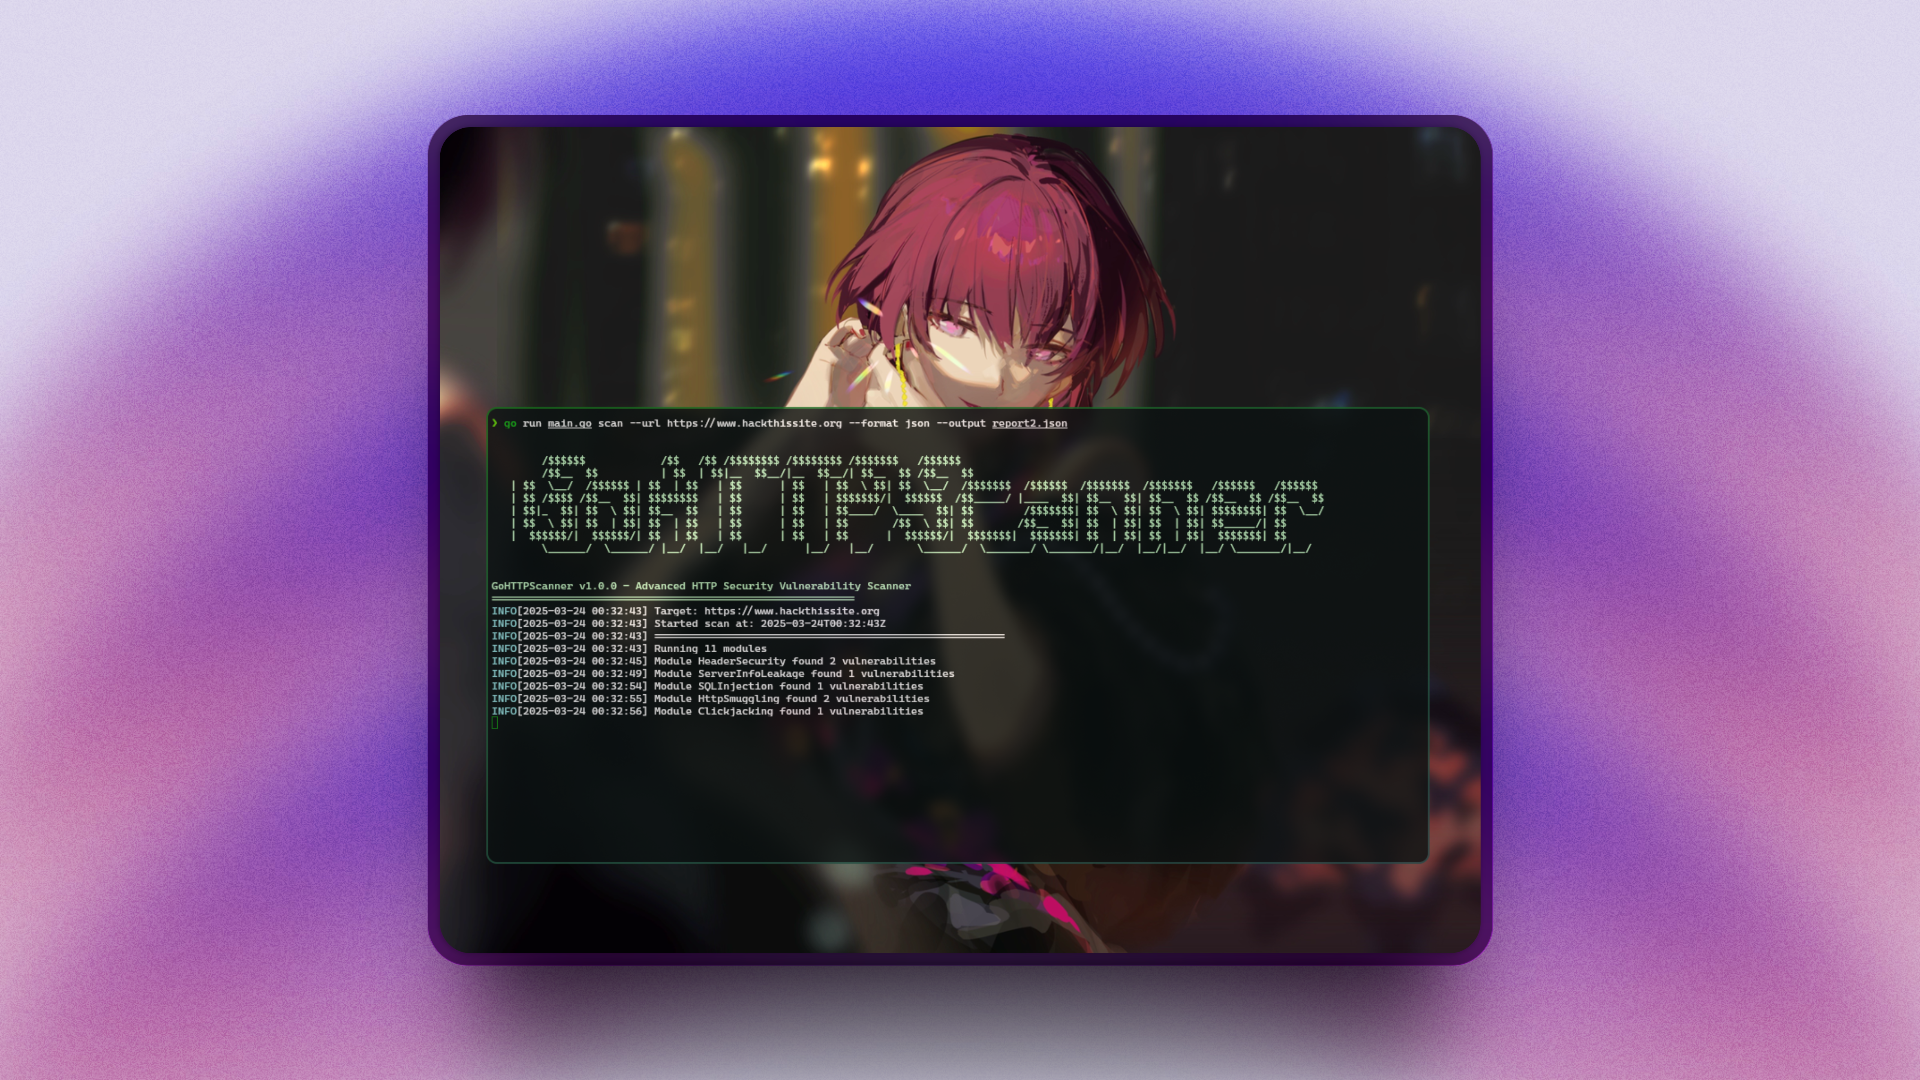 ❯ go run main.go scan --url https://www.hackthissite.org --format json --output report2.json
GoHTTPScanner
GoHTTPScanner v1.0.0 - Advanced HTTP Security Vulnerability Scanner
INFO[2025-03-24 00:32:43] Target: https://www.hackthissite.org
INFO[2025-03-24 00:32:43] Started scan at: 2025-03-24T00:32:43Z
INFO[2025-03-24 00:32:43] ════════════════════════════════════════════════════════
INFO[2025-03-24 00:32:43] Running 11 modules
INFO[2025-03-24 00:32:45] Module HeaderSecurity found 2 vulnerabilities
INFO[2025-03-24 00:32:49] Module ServerInfoLeakage found 1 vulnerabilities
INFO[2025-03-24 00:32:54] Module SQLInjection found 1 vulnerabilities
INFO[2025-03-24 00:32:55] Module HttpSmuggling found 2 vulnerabilities
INFO[2025-03-24 00:32:56] Module Clickjacking found 1 vulnerabilities